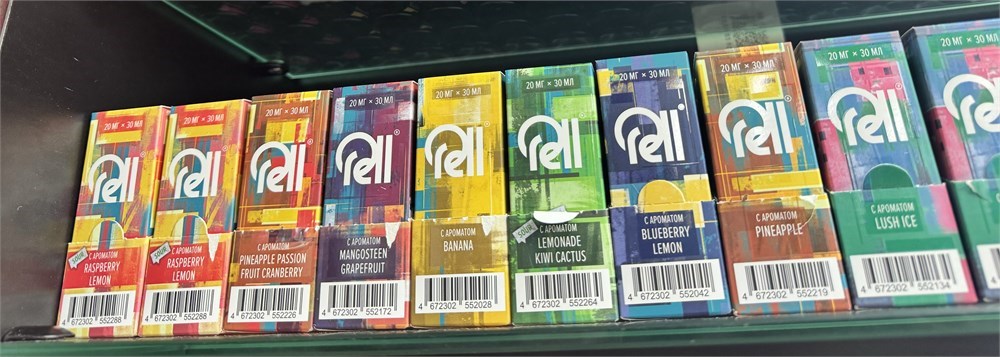 20 МГ × 30 МЛ
rell
SOUR
С АРОМАТОМ
RASPBERRY
LEMON
4 672302 552288
20 МГ × 30 МЛ
rell
SOUR
С АРОМАТОМ
RASPBERRY
LEMON
4 672302 552288
20 МГ × 30 МЛ
rell
С АРОМАТОМ
PINEAPPLE PASSION
FRUIT CRANBERRY
4 672302 552226
20 МГ × 30 МЛ
rell
®
С АРОМАТОМ
MANGOSTEEN
GRAPEFRUIT
4 672302 552172
20 МГ × 30 МЛ
rell
С АРОМАТОМ
BANANA
4 672302 552028
20 МГ × 30 МЛ
rell
SOUR
С АРОМАТОМ
LEMONADE
KIWI CACTUS
4 672302 552264
20 МГ × 30 МЛ
rell
С АРОМАТОМ
BLUEBERRY
LEMON
4 672302 552042
20 МГ × 30 МЛ
rell
®
С АРОМАТОМ
PINEAPPLE
4 672302 552219
20 МГ × 30 МЛ
rell
С АРОМАТОМ
LUSH ICE
4 672302 552134
20 МГ × 30 МЛ